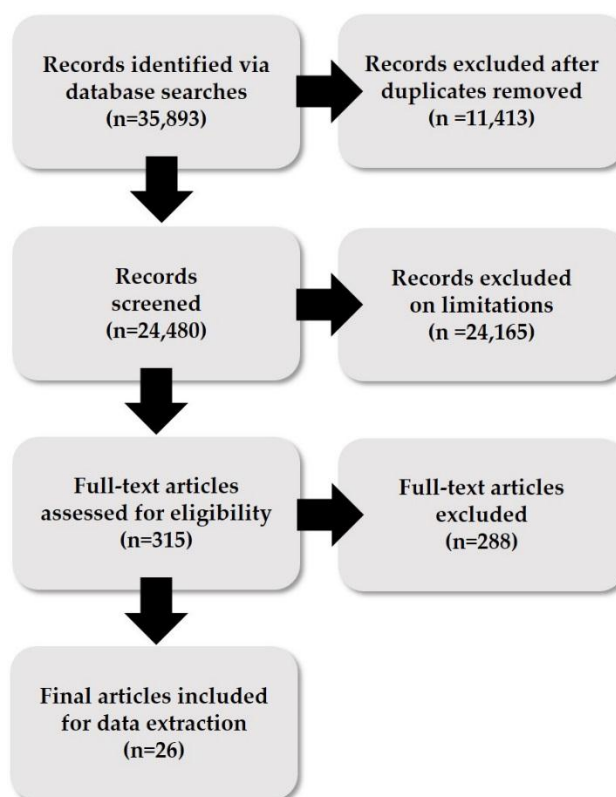 Records identified via
database searches
(n=35,893)
Records excluded after
duplicates removed
(n =11,413)
Records
screened
(n=24,480)
Records excluded
on limitations
(n =24,165)
Full-text articles
assessed for eligibility
(n=315)
Full-text articles
excluded
(n=288)
Final articles included
for data extraction
(n=26)